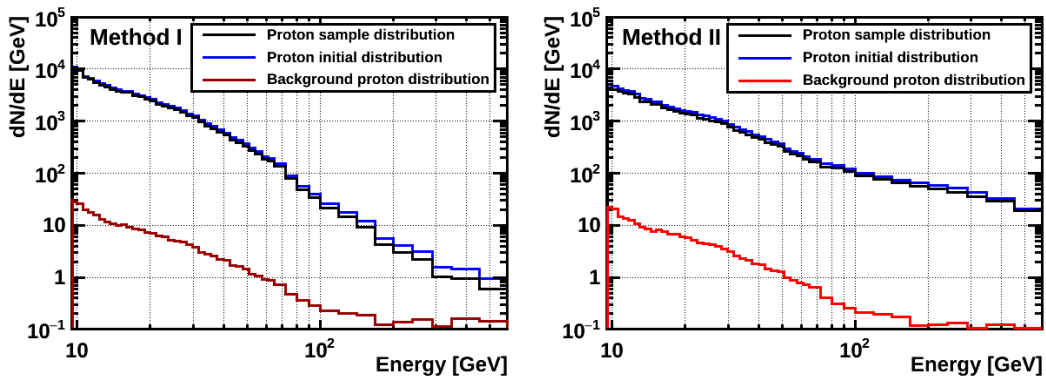 dN/dE [GeV]
10^5
10^4
10^3
10^2
10
1
10^−1
Method I
Proton sample distribution
Proton initial distribution
Background proton distribution
10
10^2
Energy [GeV]
dN/dE [GeV]
10^5
10^4
10^3
10^2
10
1
10^−1
Method II
Proton sample distribution
Proton initial distribution
Background proton distribution
10
10^2
Energy [GeV]